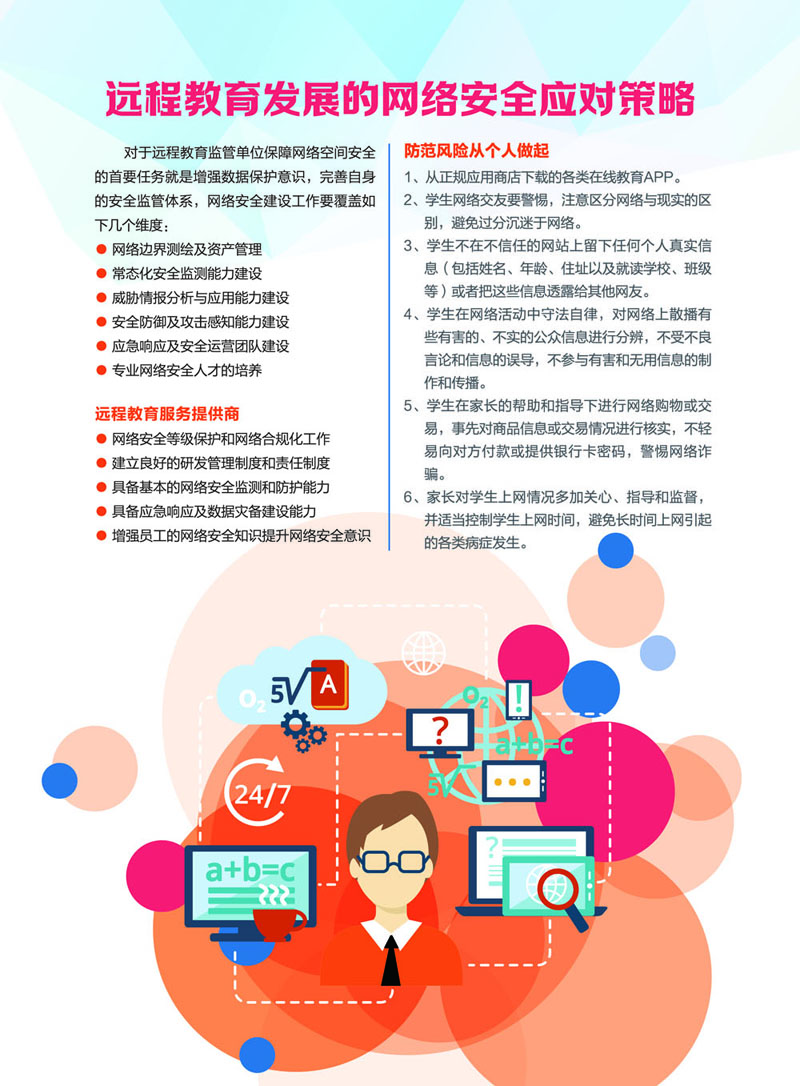 远程教育发展的网络安全应对策略
对于远程教育监管单位保障网络空间安全
的首要任务就是增强数据保护意识，完善自身
的安全监管体系，网络安全建设工作要覆盖如
下几个维度：
● 网络边界测绘及资产管理
● 常态化安全监测能力建设
● 威胁情报分析与应用能力建设
● 安全防御及攻击感知能力建设
● 应急响应及安全运营团队建设
● 专业网络安全人才的培养
远程教育服务提供商
● 网络安全等级保护和网络合规化工作
● 建立良好的研发管理制度和责任制度
● 具备基本的网络安全监测和防护能力
● 具备应急响应及数据灾备建设能力
● 增强员工的网络安全知识提升网络安全意识
防范风险从个人做起
1、从正规应用商店下载的各类在线教育APP。
2、学生网络交友要警惕，注意区分网络与现实的区
别，避免过分沉迷于网络。
3、学生不在不信任的网站上留下任何个人真实信
息（包括姓名、年龄、住址以及就读学校、班级
等）或者把这些信息透露给其他网友。
4、学生在网络活动中守法自律，对网络上散播有
些有害的、不实的公众信息进行分辨，不受不良
言论和信息的误导，不参与有害和无用信息的制
作和传播。
5、学生在家长的帮助和指导下进行网络购物或交
易，事先对商品信息或交易情况进行核实，不轻
易向对方付款或提供银行卡密码，警惕网络诈
骗。
6、家长对学生上网情况多加关心、指导和监督，
并适当控制学生上网时间，避免长时间上网引起
的各类病症发生。
O2
5√
A
O2
!
?
a+b=c
5√
24/7
a+b=c
?